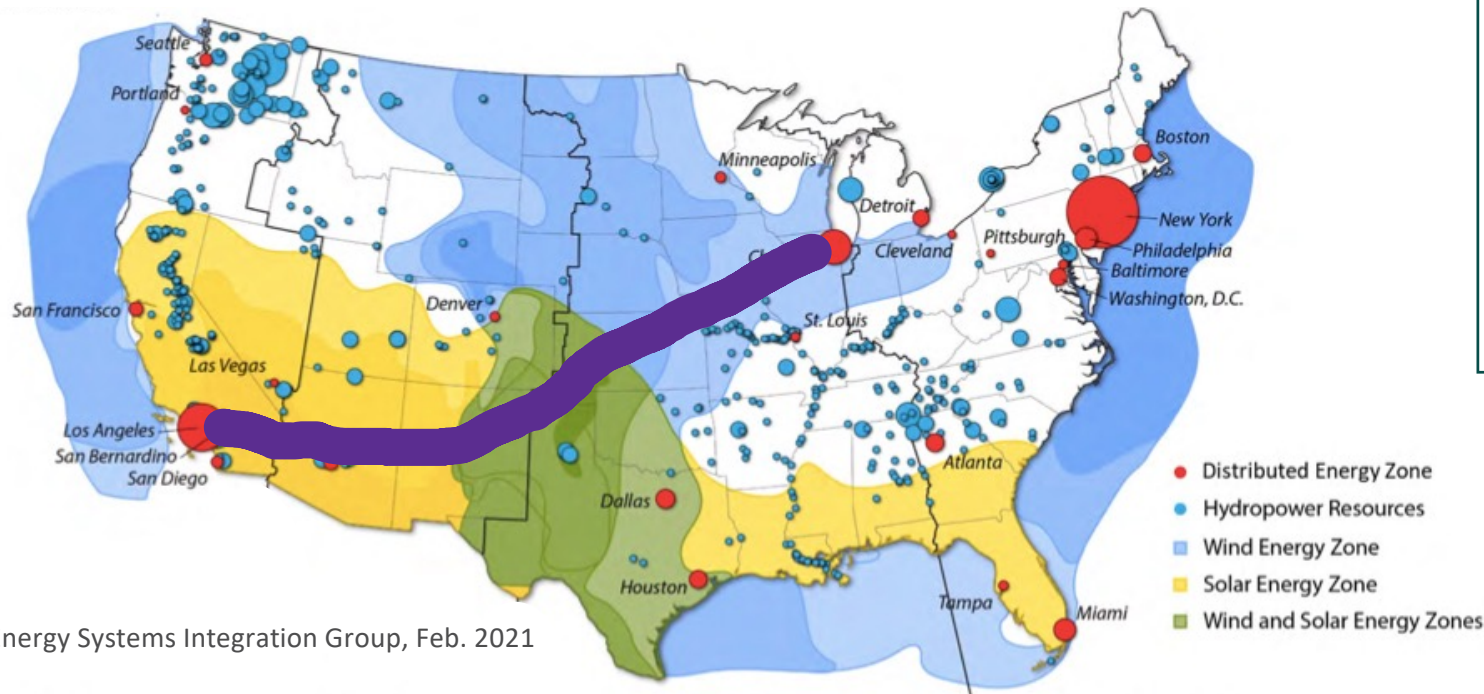 Seattle
Portland
Minneapolis
Boston
Detroit
New York
Cleveland
Pittsburgh
Philadelphia
Baltimore
Washington, D.C.
San Francisco
Denver
St. Louis
Las Vegas
Los Angeles
San Bernardino
San Diego
Atlanta
Dallas
Houston
Tampa
Miami
Distributed Energy Zone
Hydropower Resources
Wind Energy Zone
Solar Energy Zone
Wind and Solar Energy Zones
nergy Systems Integration Group, Feb. 2021